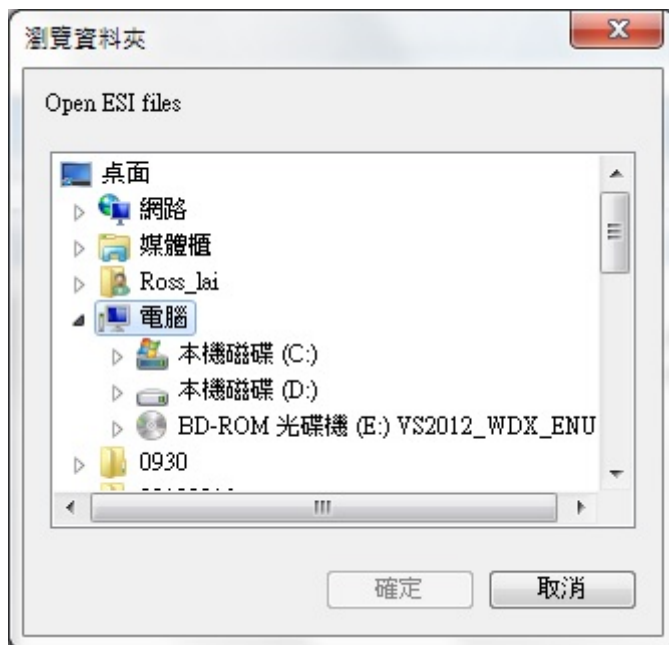 瀏覽資料夾
Open ESI files
桌面
網路
媒體櫃
Ross_lai
電腦
本機磁碟 (C:)
本機磁碟 (D:)
BD-ROM 光碟機 (E:) VS2012_WDX_ENU
0930
確定
取消